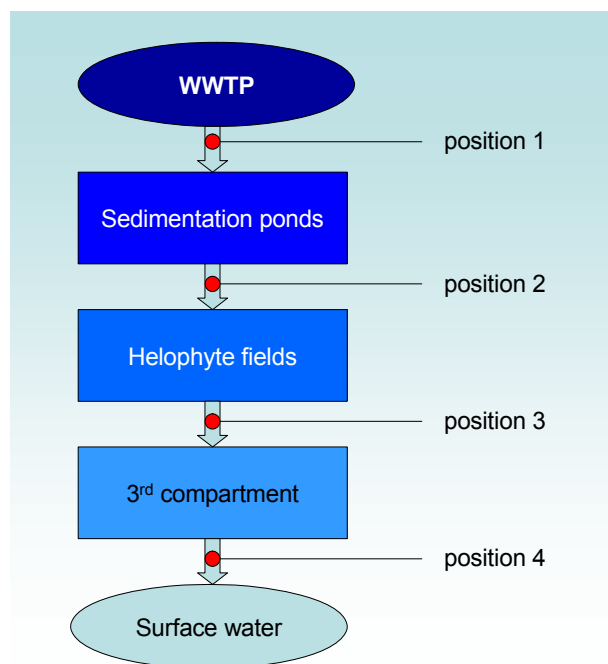 WWTP
position 1
Sedimentation ponds
position 2
Helophyte fields
position 3
3rd compartment
position 4
Surface water